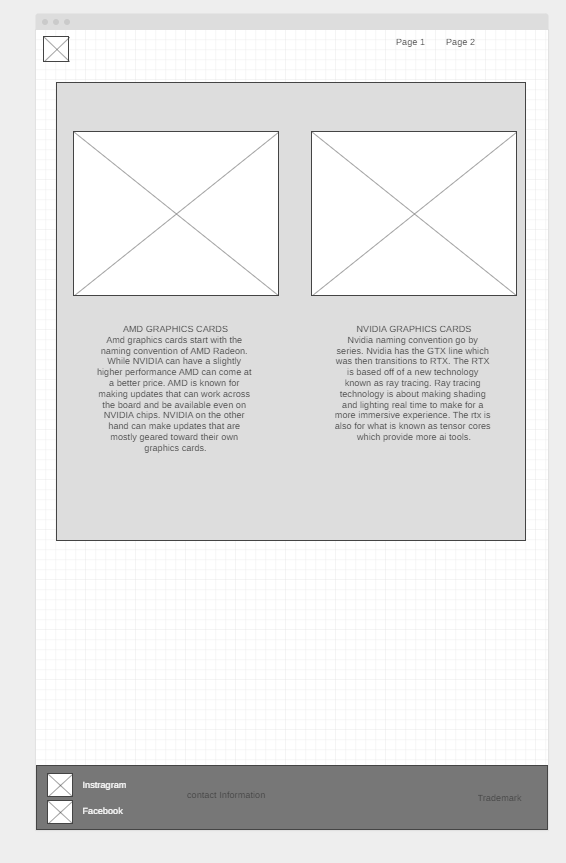 Page 1
Page 2
AMD GRAPHICS CARDS
Amd graphics cards start with the
naming convention of AMD Radeon.
While NVIDIA can have a slightly
higher performance AMD can come at
a better price. AMD is known for
making updates that can work across
the board and be available even on
NVIDIA chips. NVIDIA on the other
hand can make updates that are
mostly geared toward their own
graphics cards.
NVIDIA GRAPHICS CARDS
Nvidia naming convention go by
series. Nvidia has the GTX line which
was then transitions to RTX. The RTX
is based off of a new technology
known as ray tracing. Ray tracing
technology is about making shading
and lighting real time to make for a
more immersive experience. The rtx is
also for what is known as tensor cores
which provide more ai tools.
Instragram
Facebook
contact Information
Trademark